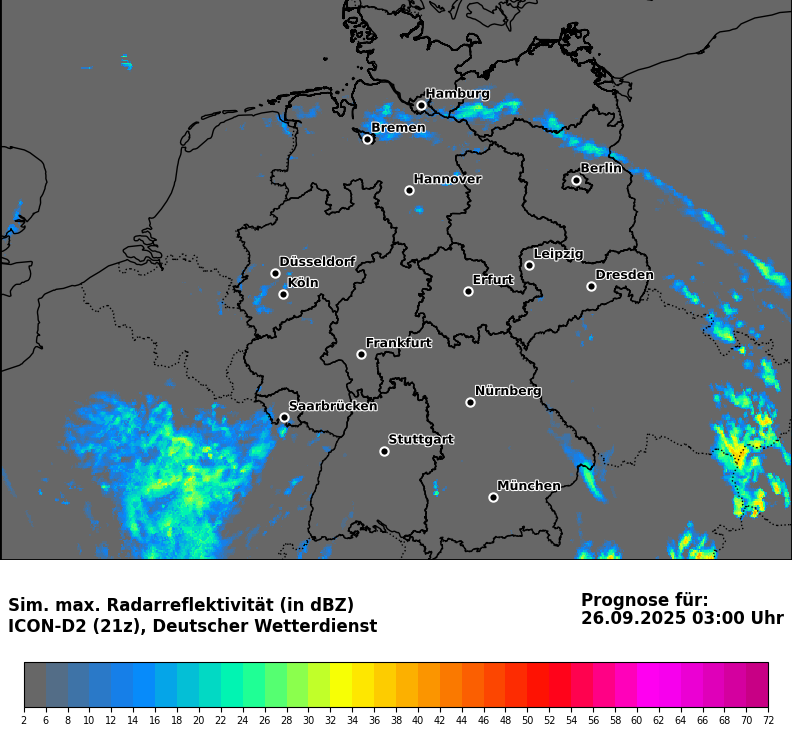 Hamburg
Bremen
Berlin
Hannover
Leipzig
Düsseldorf
Dresden
Köln
Erfurt
Frankfurt
Nürnberg
Saarbrücken
Stuttgart
München
Sim. max. Radarreflektivität (in dBZ)
ICON-D2 (21z), Deutscher Wetterdienst
Prognose für:
26.09.2025 03:00 Uhr
2 6 8 10 12 14 16 18 20 22 24 26 28 30 32 34 36 38 40 42 44 46 48 50 52 54 56 58 60 62 64 66 68 70 72